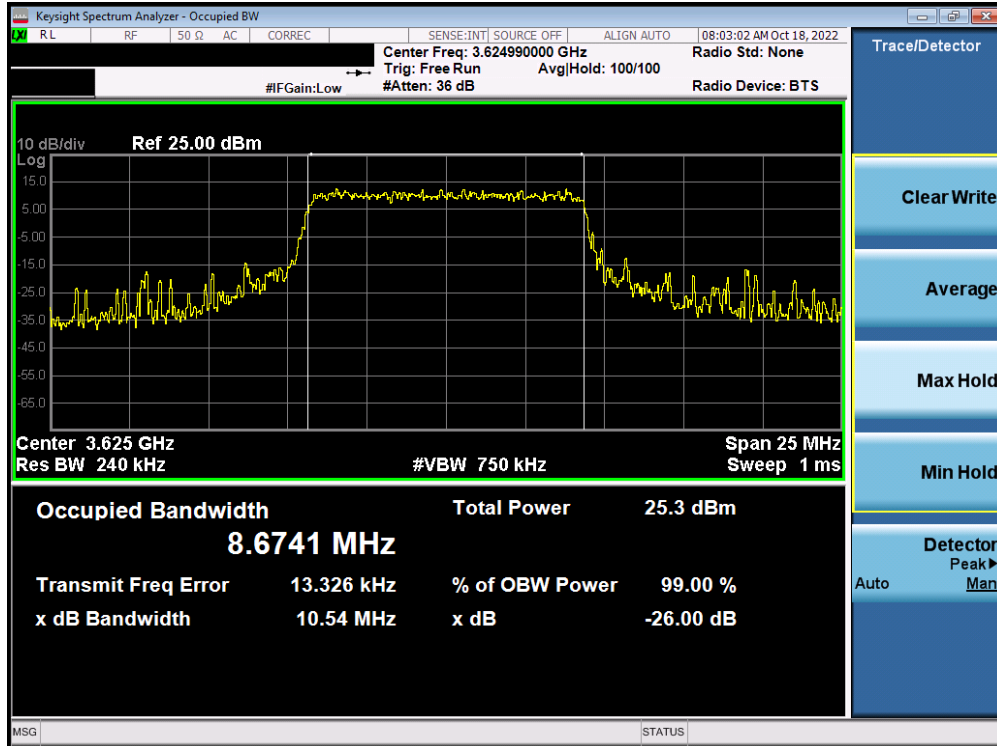 Keysight Spectrum Analyzer - Occupied BW
LXI RL RF 50 Ω AC CORREC SENSE:INT SOURCE OFF ALIGN AUTO 08:03:02 AM Oct 18, 2022
Center Freq: 3.624990000 GHz Radio Std: None
Trig: Free Run Avg|Hold: 100/100
#IFGain:Low #Atten: 36 dB Radio Device: BTS
10 dB/div Ref 25.00 dBm
Log
15.0
5.00
-5.00
-15.0
-25.0
-35.0
-45.0
-55.0
-65.0
Center 3.625 GHz Span 25 MHz
Res BW 240 kHz #VBW 750 kHz Sweep 1 ms
Occupied Bandwidth Total Power 25.3 dBm
8.6741 MHz
Transmit Freq Error 13.326 kHz % of OBW Power 99.00 %
x dB Bandwidth 10.54 MHz x dB -26.00 dB
MSG STATUS
Trace/Detector
Clear Write
Average
Max Hold
Min Hold
Detector
Peak▶
Auto Man